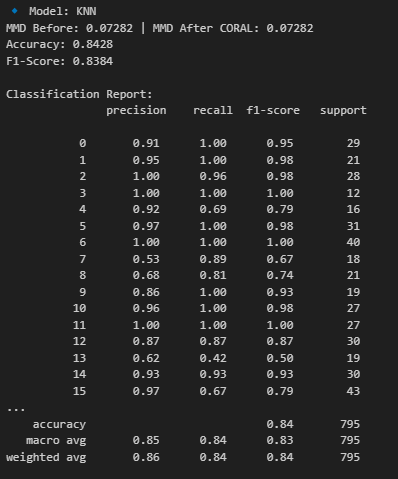 🔹 Model: KNN
MMD Before: 0.07282 | MMD After CORAL: 0.07282
Accuracy: 0.8428
F1-Score: 0.8384
Classification Report:
precision recall f1-score support
0 0.91 1.00 0.95 29
1 0.95 1.00 0.98 21
2 1.00 0.96 0.98 28
3 1.00 1.00 1.00 12
4 0.92 0.69 0.79 16
5 0.97 1.00 0.98 31
6 1.00 1.00 1.00 40
7 0.53 0.89 0.67 18
8 0.68 0.81 0.74 21
9 0.86 1.00 0.93 19
10 0.96 1.00 0.98 27
11 1.00 1.00 1.00 27
12 0.87 0.87 0.87 30
13 0.62 0.42 0.50 19
14 0.93 0.93 0.93 30
15 0.97 0.67 0.79 43
...
accuracy 0.84 795
macro avg 0.85 0.84 0.83 795
weighted avg 0.86 0.84 0.84 795